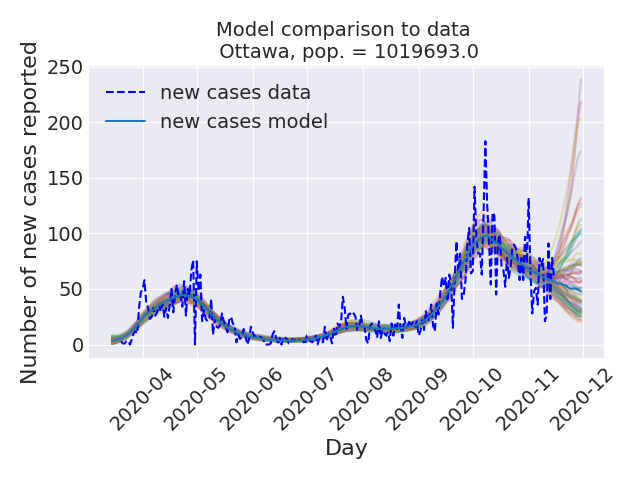 Model comparison to data
Ottawa, pop. = 1019693.0
Number of new cases reported
250
200
150
100
50
0
new cases data
new cases model
2020-04
2020-05
2020-06
2020-07
2020-08
2020-09
2020-10
2020-11
2020-12
Day